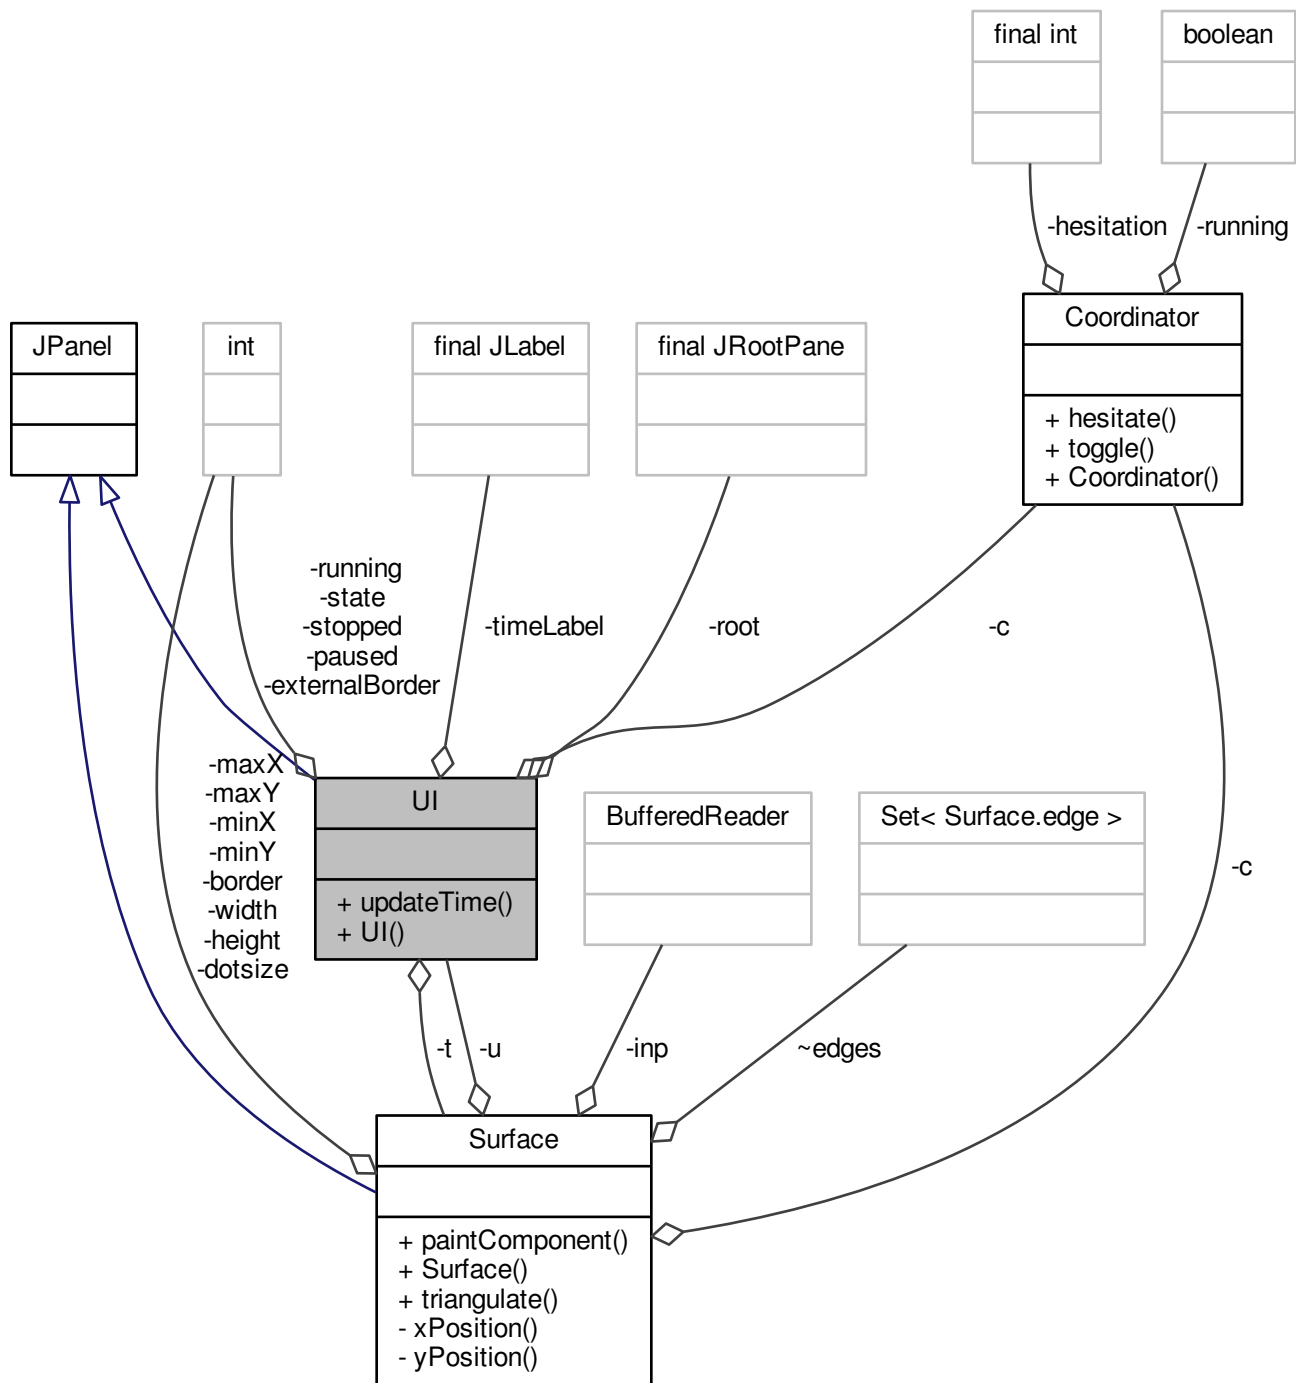 final int
boolean
-hesitation
-running
Coordinator
+ hesitate()
+ toggle()
+ Coordinator()
JPanel
int
final JLabel
final JRootPane
-running
-state
-stopped
-paused
-externalBorder
-timeLabel
-root
-c
-maxX
-maxY
-minX
-minY
-border
-width
-height
-dotsize
UI
+ updateTime()
+ UI()
BufferedReader
Set< Surface.edge >
-c
-t
-u
-inp
~edges
Surface
+ paintComponent()
+ Surface()
+ triangulate()
- xPosition()
- yPosition()